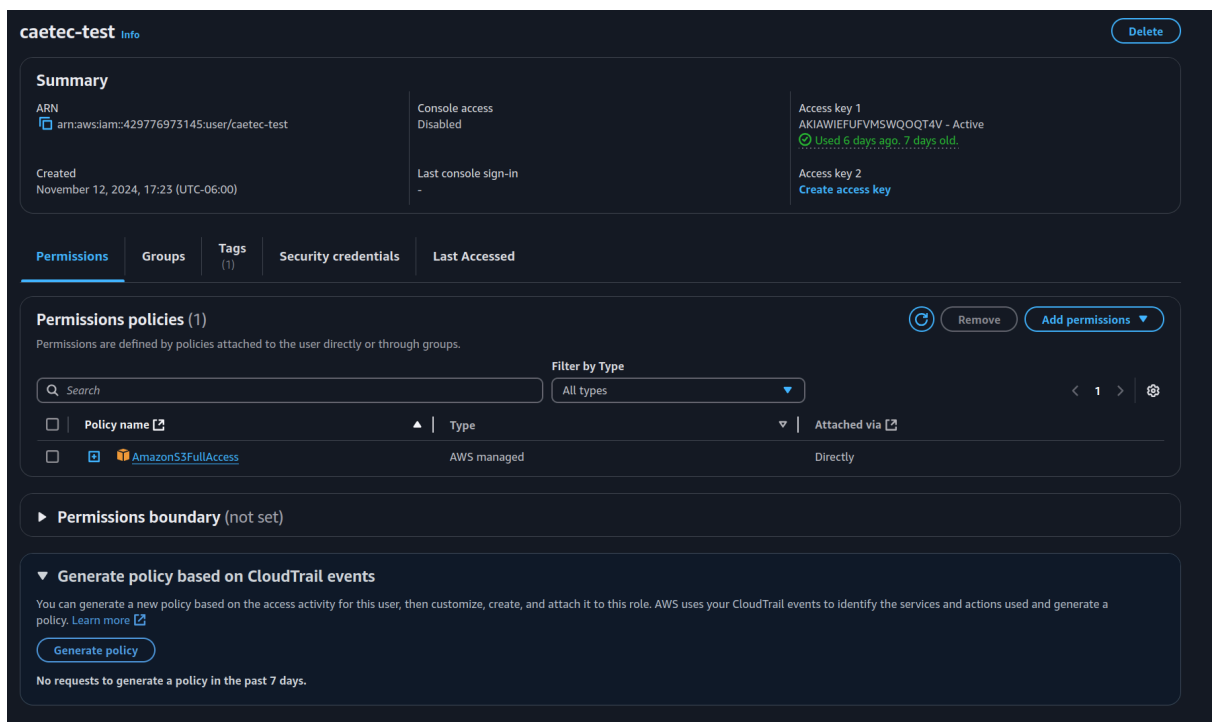 caetec-test Info
Delete
Summary
ARN
arn:aws:iam::429776973145:user/caetec-test
Console access
Disabled
Access key 1
AKIAWIEFUFVMSWQOQT4V - Active
Used 6 days ago. 7 days old.
Created
November 12, 2024, 17:23 (UTC-06:00)
Last console sign-in
-
Access key 2
Create access key
Permissions
Groups
Tags
(1)
Security credentials
Last Accessed
Permissions policies (1)
Remove
Add permissions
Permissions are defined by policies attached to the user directly or through groups.
Filter by Type
Search
All types
1
Policy name
Type
Attached via
AmazonS3FullAccess
AWS managed
Directly
Permissions boundary (not set)
Generate policy based on CloudTrail events
You can generate a new policy based on the access activity for this user, then customize, create, and attach it to this role. AWS uses your CloudTrail events to identify the services and actions used and generate a
policy. Learn more
Generate policy
No requests to generate a policy in the past 7 days.